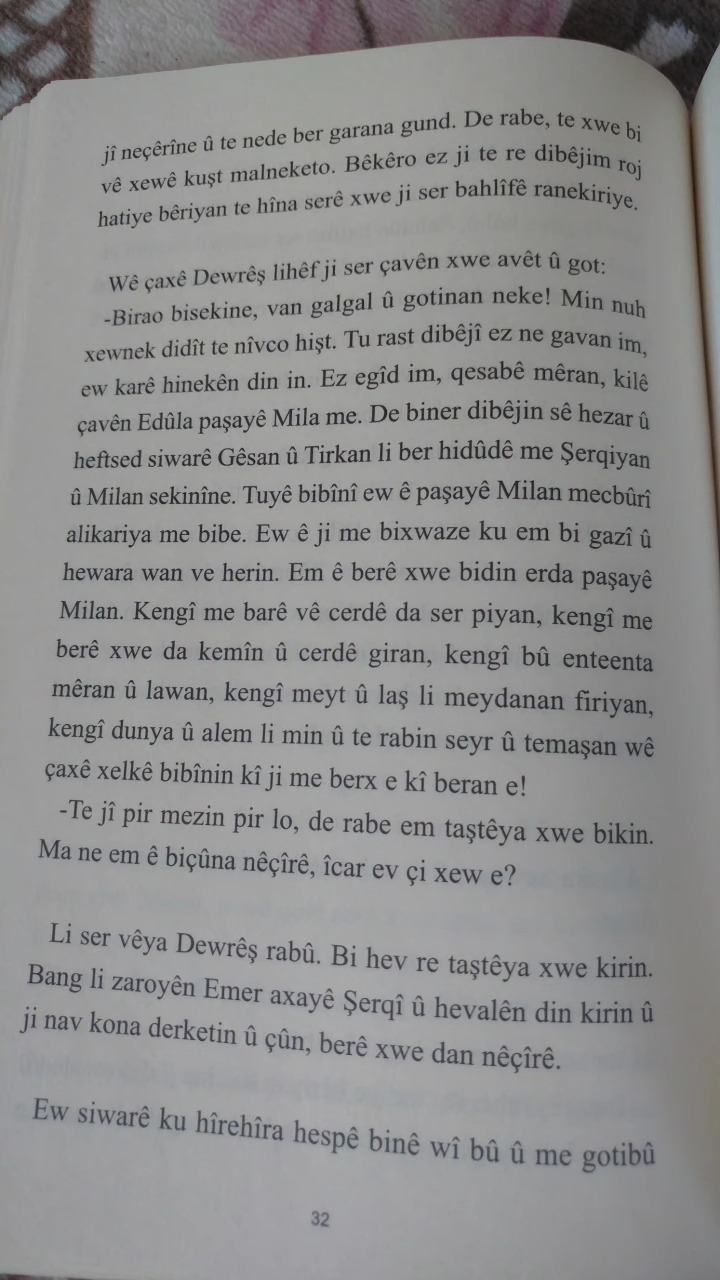 jî neçêrîne û te nede ber garana gund. De rabe, te xwe bi
vê xewê kuşt malneketo. Bêkêro ez ji te re dibêjim roj
hatiye bêriyan te hîna serê xwe ji ser bahlîfê ranekiriye.
Wê çaxê Dewrêş lihêf ji ser çavên xwe avêt û got:
-Birao bisekine, van galgal û gotinan neke! Min nuh
xewnek didît te nîvco hişt. Tu rast dibêjî ez ne gavan im,
ew karê hinekên din in. Ez egîd im, qesabê mêran, kilê
çavên Edûla paşayê Mila me. De biner dibêjin sê hezar û
heftsed siwarê Gêsan û Tirkan li ber hidûdê me Şerqiyan
û Milan sekinîne. Tuyê bibînî ew ê paşayê Milan mecbûrî
alikariya me bibe. Ew ê ji me bixwaze ku em bi gazî û
hewara wan ve herin. Em ê berê xwe bidin erda paşayê
Milan. Kengî me barê vê cerdê da ser piyan, kengî me
berê xwe da kemîn û cerdê giran, kengî bû enteenta
mêran û lawan, kengî meyt û laş li meydanan firiyan,
kengî dunya û alem li min û te rabin seyr û temaşan wê
çaxê xelkê bibînin kî ji me berx e kî beran e!
-Te jî pir mezin pir lo, de rabe em taştêya xwe bikin.
Ma ne em ê biçûna nêçîrê, îcar ev çi xew e?
Li ser vêya Dewrêş rabû. Bi hev re taştêya xwe kirin.
Bang li zaroyên Emer axayê Şerqî û hevalên din kirin û
ji nav kona derketin û çûn, berê xwe dan nêçîrê.
Ew siwarê ku hîrehîra hespê binê wî bû û me gotibû
32